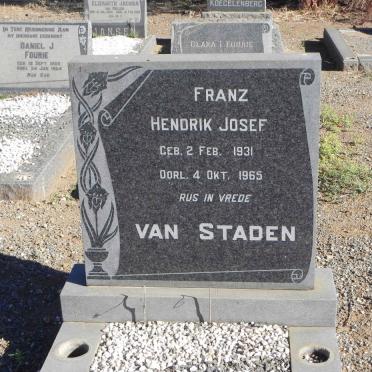 KOEGELENBERG
CLARA I FOURIE
DANIEL J
FOURIE
FRANZ
HENDRIK JOSEF
GEB. 2 FEB. 1931
OORL. 4 OKT. 1965
RUS IN VREDE
VAN STADEN